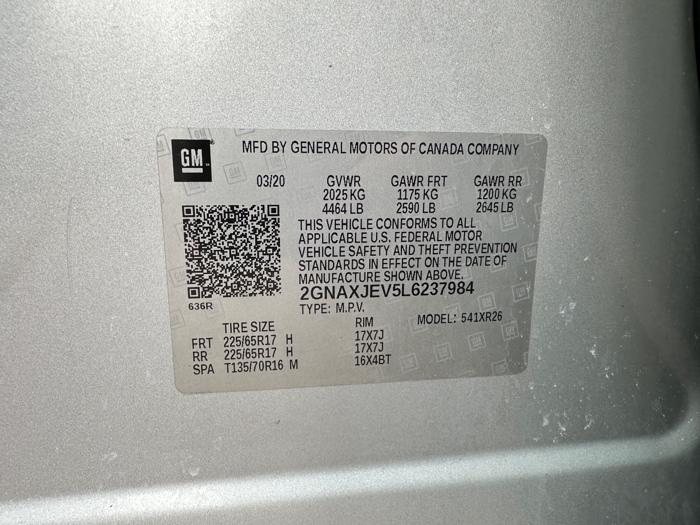 GM
MFD BY GENERAL MOTORS OF CANADA COMPANY
03/20 GVWR GAWR FRT GAWR RR
2025 KG 1175 KG 1200 KG
4464 LB 2590 LB 2645 LB
THIS VEHICLE CONFORMS TO ALL
APPLICABLE U.S. FEDERAL MOTOR
VEHICLE SAFETY AND THEFT PREVENTION
STANDARDS IN EFFECT ON THE DATE OF
MANUFACTURE SHOWN ABOVE.
2GNAXJEV5L6237984
636R
TYPE: M.P.V. MODEL: 541XR26
TIRE SIZE RIM
FRT 225/65R17 H 17X7J
RR 225/65R17 H 17X7J
SPA T135/70R16 M 16X4BT